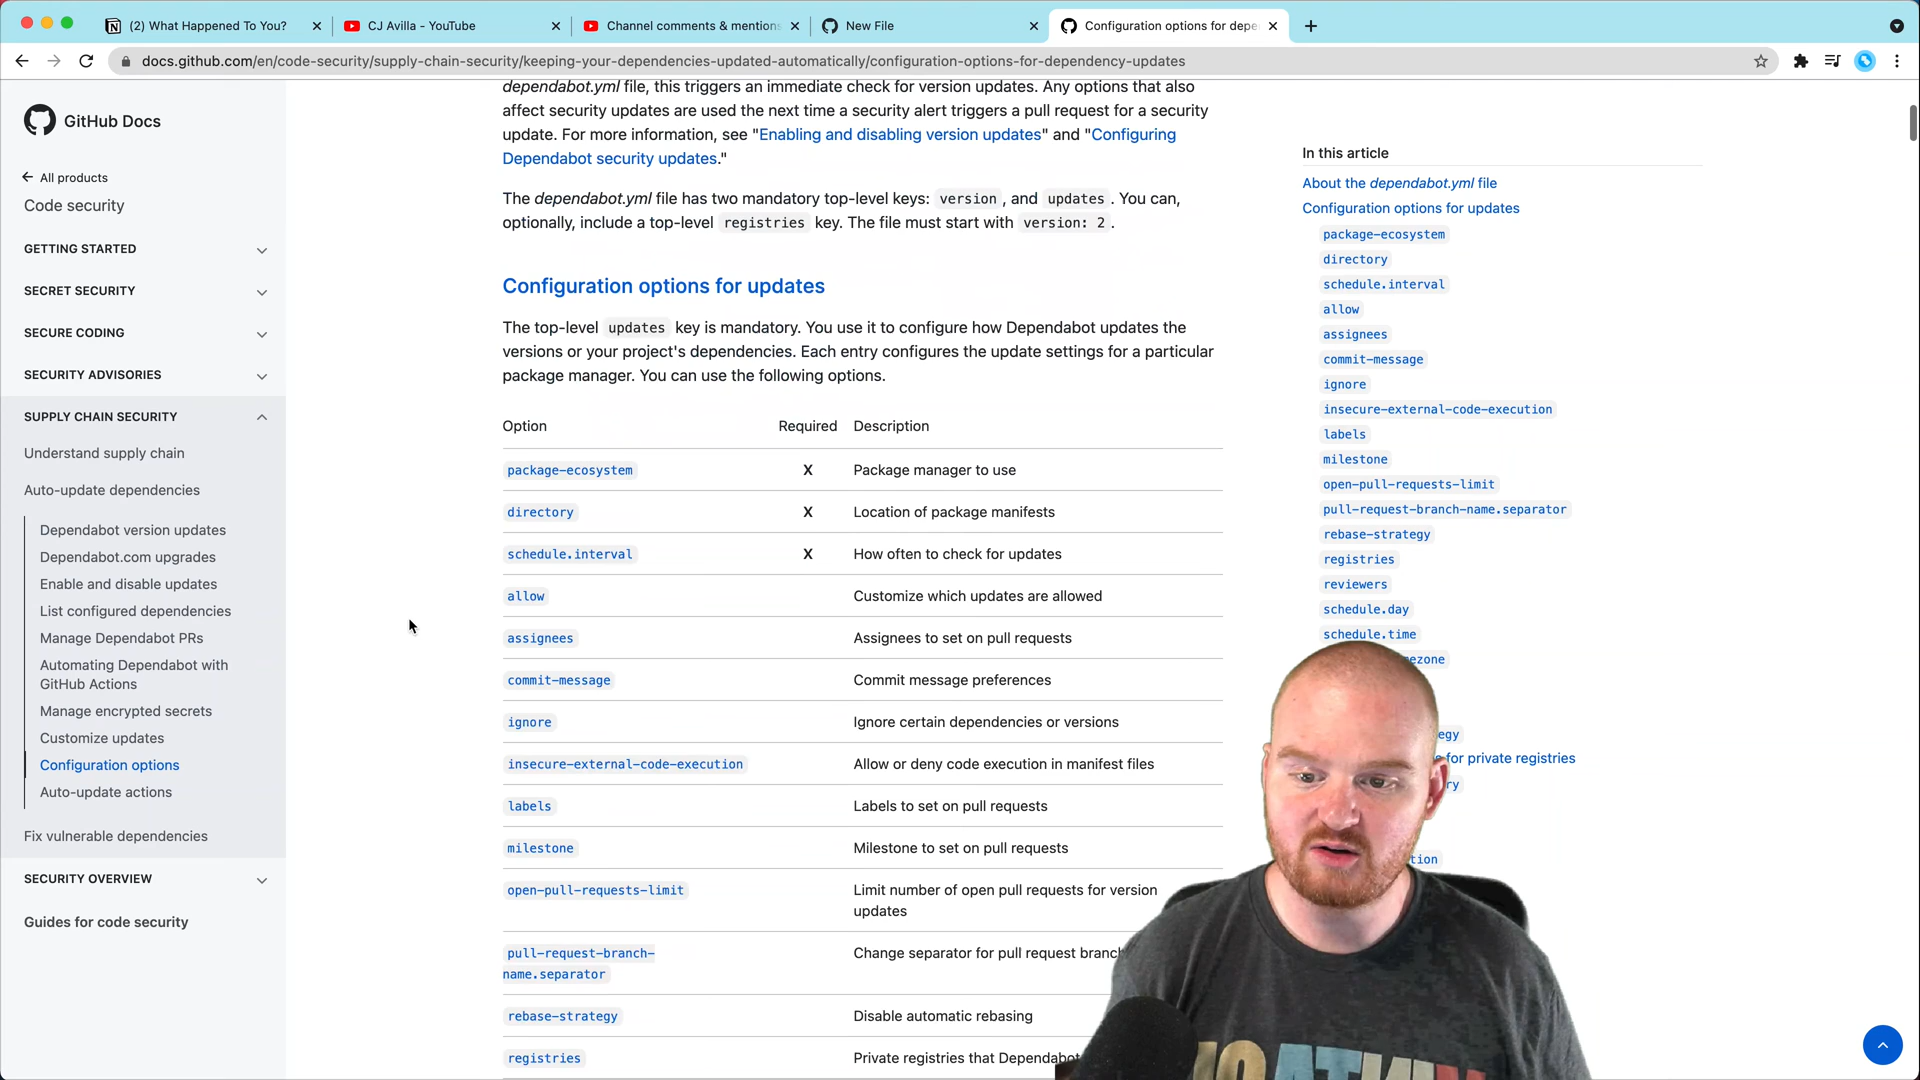 (2) What Happened To You?
CJ Avilla - YouTube
Channel comments & mentions
New File
Configuration options for depe
docs.github.com/en/code-security/supply-chain-security/keeping-your-dependencies-updated-automatically/configuration-options-for-dependency-updates
GitHub Docs
All products
Code security
GETTING STARTED
SECRET SECURITY
SECURE CODING
SECURITY ADVISORIES
SUPPLY CHAIN SECURITY
Understand supply chain
Auto-update dependencies
Dependabot version updates
Dependabot.com upgrades
Enable and disable updates
List configured dependencies
Manage Dependabot PRs
Automating Dependabot with
GitHub Actions
Manage encrypted secrets
Customize updates
Configuration options
Auto-update actions
Fix vulnerable dependencies
SECURITY OVERVIEW
Guides for code security
dependabot.yml file, this triggers an immediate check for version updates. Any options that also
affect security updates are used the next time a security alert triggers a pull request for a security
update. For more information, see "Enabling and disabling version updates" and "Configuring
Dependabot security updates."
The dependabot.yml file has two mandatory top-level keys: version , and updates . You can,
optionally, include a top-level registries key. The file must start with version: 2 .
Configuration options for updates
The top-level updates key is mandatory. You use it to configure how Dependabot updates the
versions or your project's dependencies. Each entry configures the update settings for a particular
package manager. You can use the following options.
Option Required Description
package-ecosystem X Package manager to use
directory X Location of package manifests
schedule.interval X How often to check for updates
allow Customize which updates are allowed
assignees Assignees to set on pull requests
commit-message Commit message preferences
ignore Ignore certain dependencies or versions
insecure-external-code-execution Allow or deny code execution in manifest files
labels Labels to set on pull requests
milestone Milestone to set on pull requests
open-pull-requests-limit Limit number of open pull requests for version
updates
pull-request-branch- Change separator for pull request branch
name.separator
rebase-strategy Disable automatic rebasing
registries Private registries that Dependabot
In this article
About the dependabot.yml file
Configuration options for updates
package-ecosystem
directory
schedule.interval
allow
assignees
commit-message
ignore
insecure-external-code-execution
labels
milestone
open-pull-requests-limit
pull-request-branch-name.separator
rebase-strategy
registries
reviewers
schedule.day
schedule.time
ezone
egy
for private registries
ry
tion